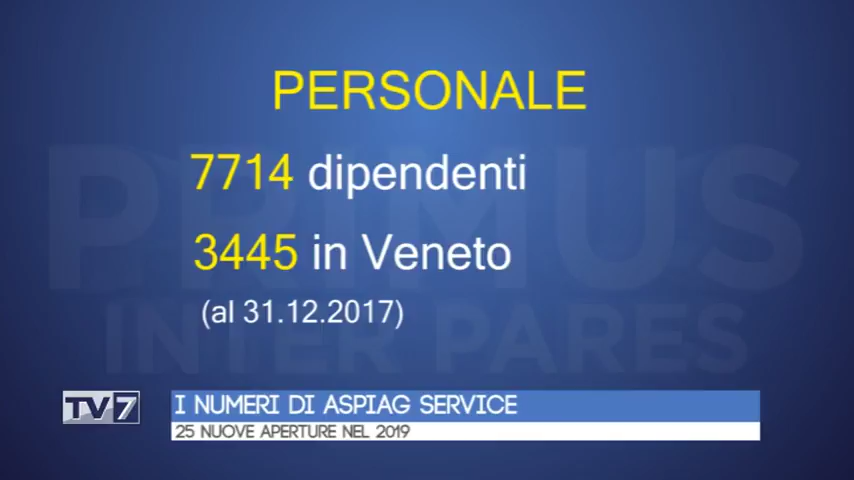 PERSONALE
7714 dipendenti
3445 in Veneto
(al 31.12.2017)
PRIMUS
INTER PARES
TV7
I NUMERI DI ASPIAG SERVICE
25 NUOVE APERTURE NEL 2019